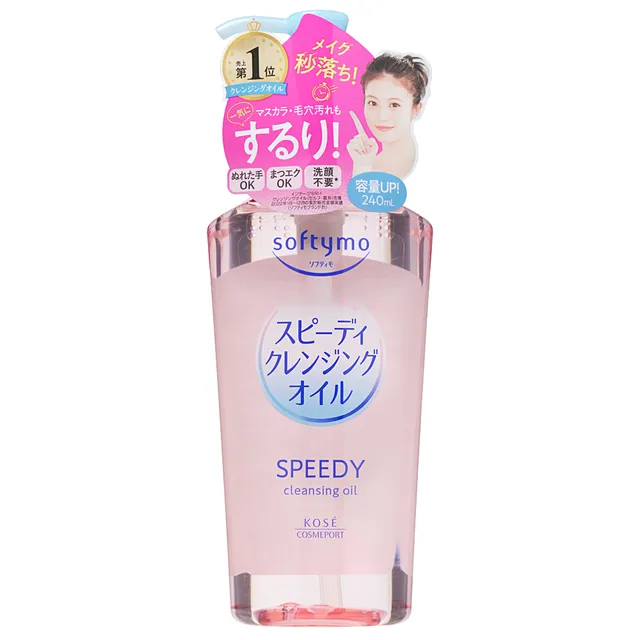 売上
第1位
クレンジングオイル
メイク
秒落ち!
一気に
マスカラ・毛穴汚れも
するり!
ぬれた手
OK
まつエク
OK
洗顔
不要*
容量UP!
240mL
softymo
ソフティモ
スピーディ
クレンジング
オイル
SPEEDY
cleansing oil
KOSÉ
COSMEPORT